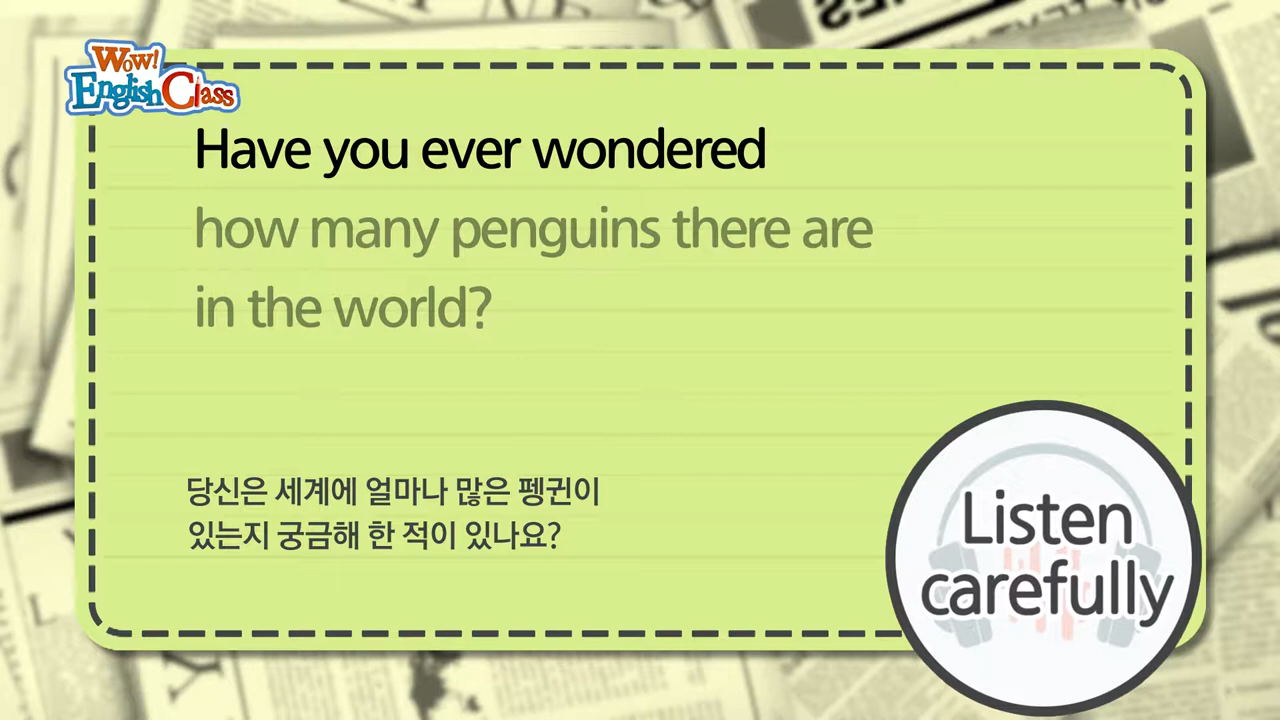 Wow!
English Class
Have you ever wondered
how many penguins there are
in the world?
당신은 세계에 얼마나 많은 펭귄이
있는지 궁금해 한 적이 있나요?
Listen
carefully